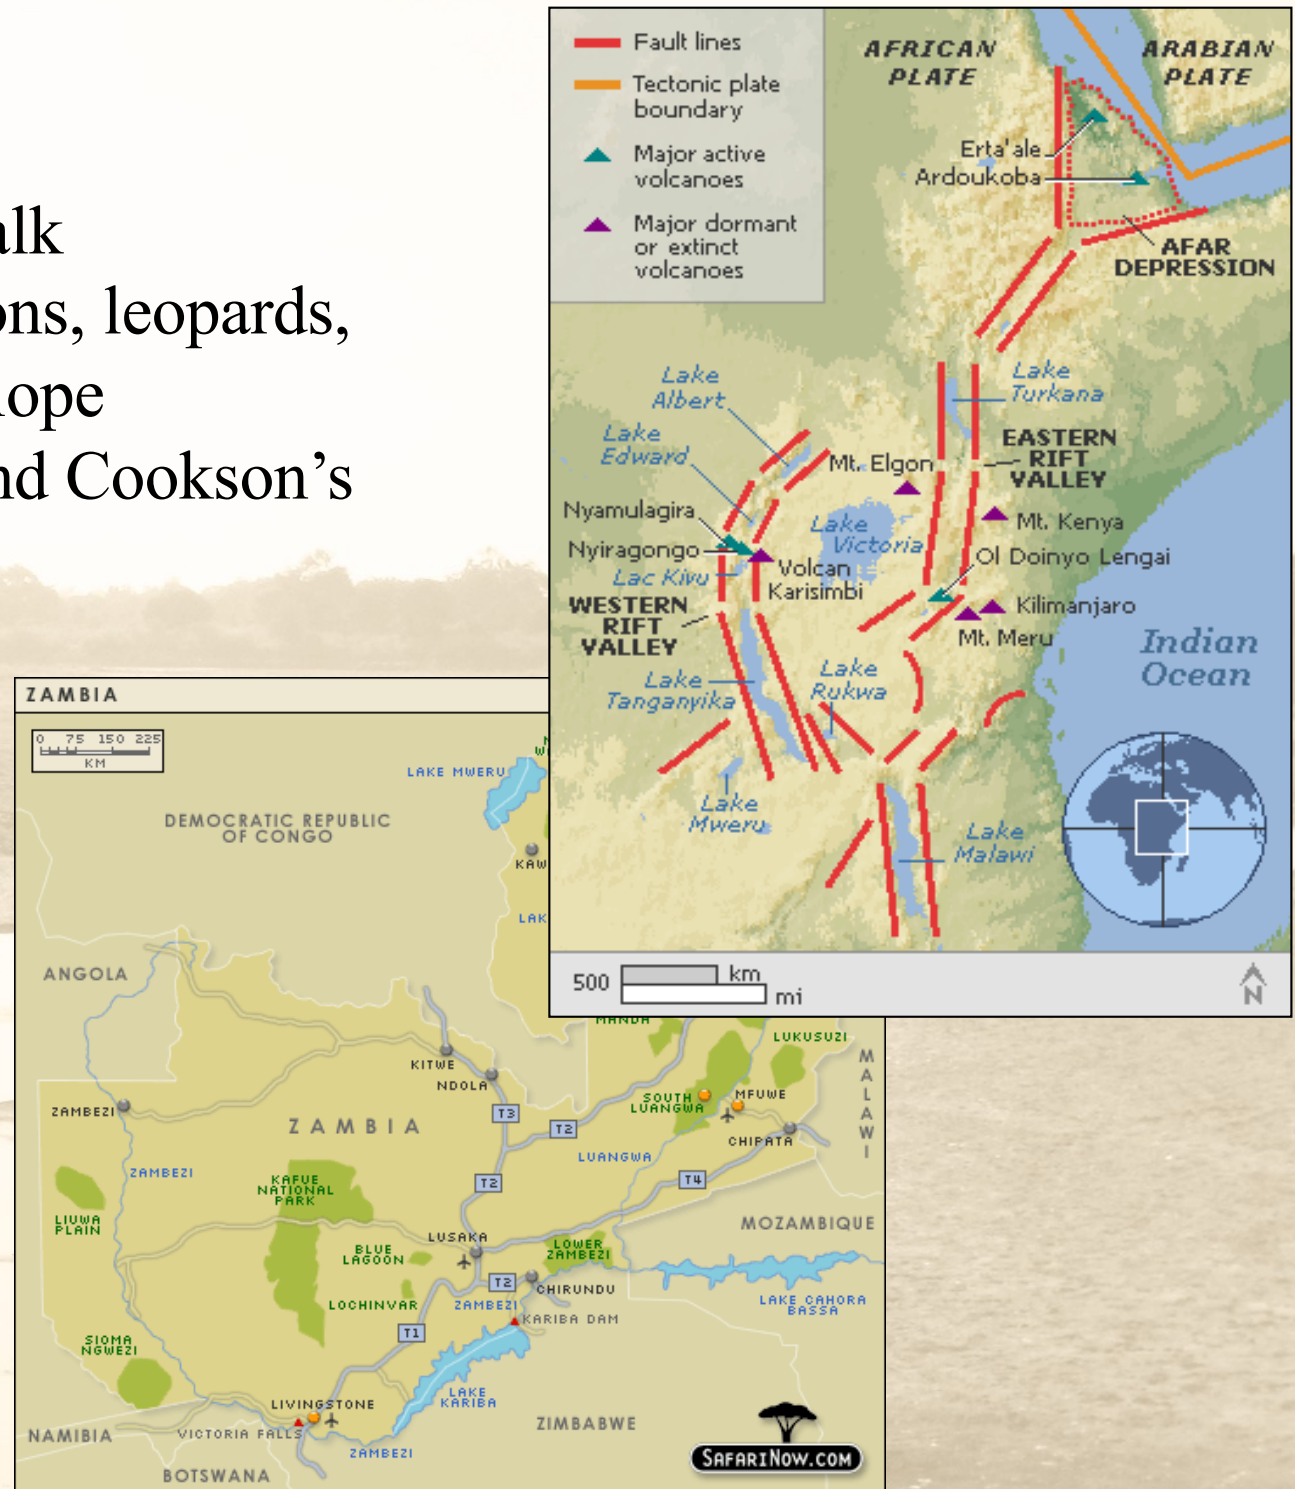 alk
ons, leopards,
lope
nd Cookson's
Fault lines
Tectonic plate
boundary
Major active
volcanoes
Major dormant
or extinct
volcanoes
AFRICAN
PLATE
ARABIAN
PLATE
Erta'ale
Ardoukoba
AFAR
DEPRESSION
Lake
Turkana
Lake
Albert
EASTERN
RIFT
VALLEY
Lake
Edward
Mt. Elgon
Nyamulagira
Lake
Victoria
Mt. Kenya
Nyiragongo
Ol Doinyo Lengai
Lac Kivu
Volcan
Karisimbi
WESTERN
RIFT
VALLEY
Kilimanjaro
Mt. Meru
Indian
Ocean
Lake
Tanganyika
Lake
Rukwa
Lake
Mweru
Lake
Malawi
500
km
mi
N
ZAMBIA
0 75 150 225
KM
LAKE MWERU
DEMOCRATIC REPUBLIC
OF CONGO
KAW
LAK
ANGOLA
MANDA
LUKUSUZI
MALAWI
KITWE
NDOLA
ZAMBEZI
T3
SOUTH
LUANGWA
MFUWE
ZAMBIA
T2
CHIPATA
ZAMBEZI
LUANGWA
KAFUE
NATIONAL
PARK
T2
T4
LIUWA
PLAIN
MOZAMBIQUE
LUSAKA
BLUE
LAGOON
LOWER
ZAMBEZI
T2
CHIRUNDU
LOCHINVAR
ZAMBEZI
LAKE CAHORA
BASSA
KARIBA DAM
T1
SIOMA
NGWEZI
LAKE
KARIBA
LIVINGSTONE
ZIMBABWE
NAMIBIA
VICTORIA FALLS
ZAMBEZI
BOTSWANA
SAFARINOW.COM